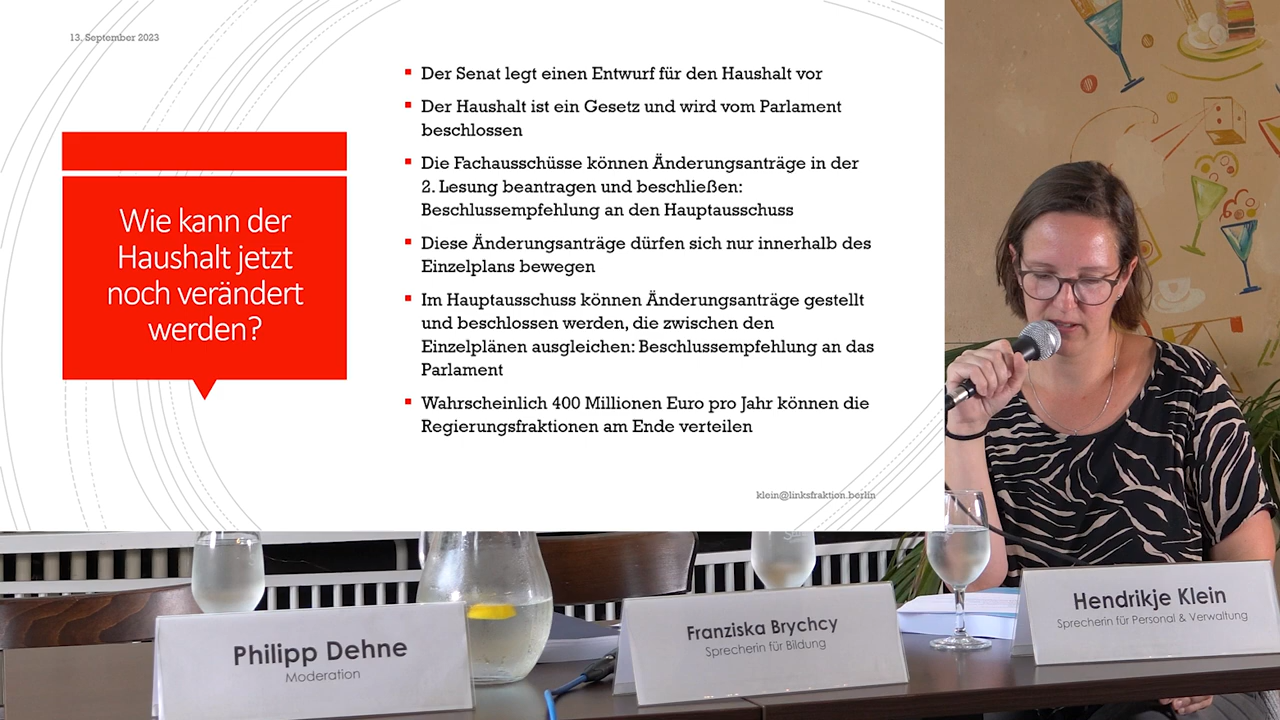 13. September 2023
Wie kann der
Haushalt jetzt
noch verändert
werden?
Der Senat legt einen Entwurf für den Haushalt vor
Der Haushalt ist ein Gesetz und wird vom Parlament
beschlossen
Die Fachausschüsse können Änderungsanträge in der
2. Lesung beantragen und beschließen:
Beschlussempfehlung an den Hauptausschuss
Diese Änderungsanträge dürfen sich nur innerhalb des
Einzelplans bewegen
Im Hauptausschuss können Änderungsanträge gestellt
und beschlossen werden, die zwischen den
Einzelplänen ausgleichen: Beschlussempfehlung an das
Parlament
Wahrscheinlich 400 Millionen Euro pro Jahr können die
Regierungsfraktionen am Ende verteilen
klein@linksfraktion.berlin
Philipp Dehne
Moderation
Franziska Brychcy
Sprecherin für Bildung
Hendrikje Klein
Sprecherin für Personal & Verwaltung